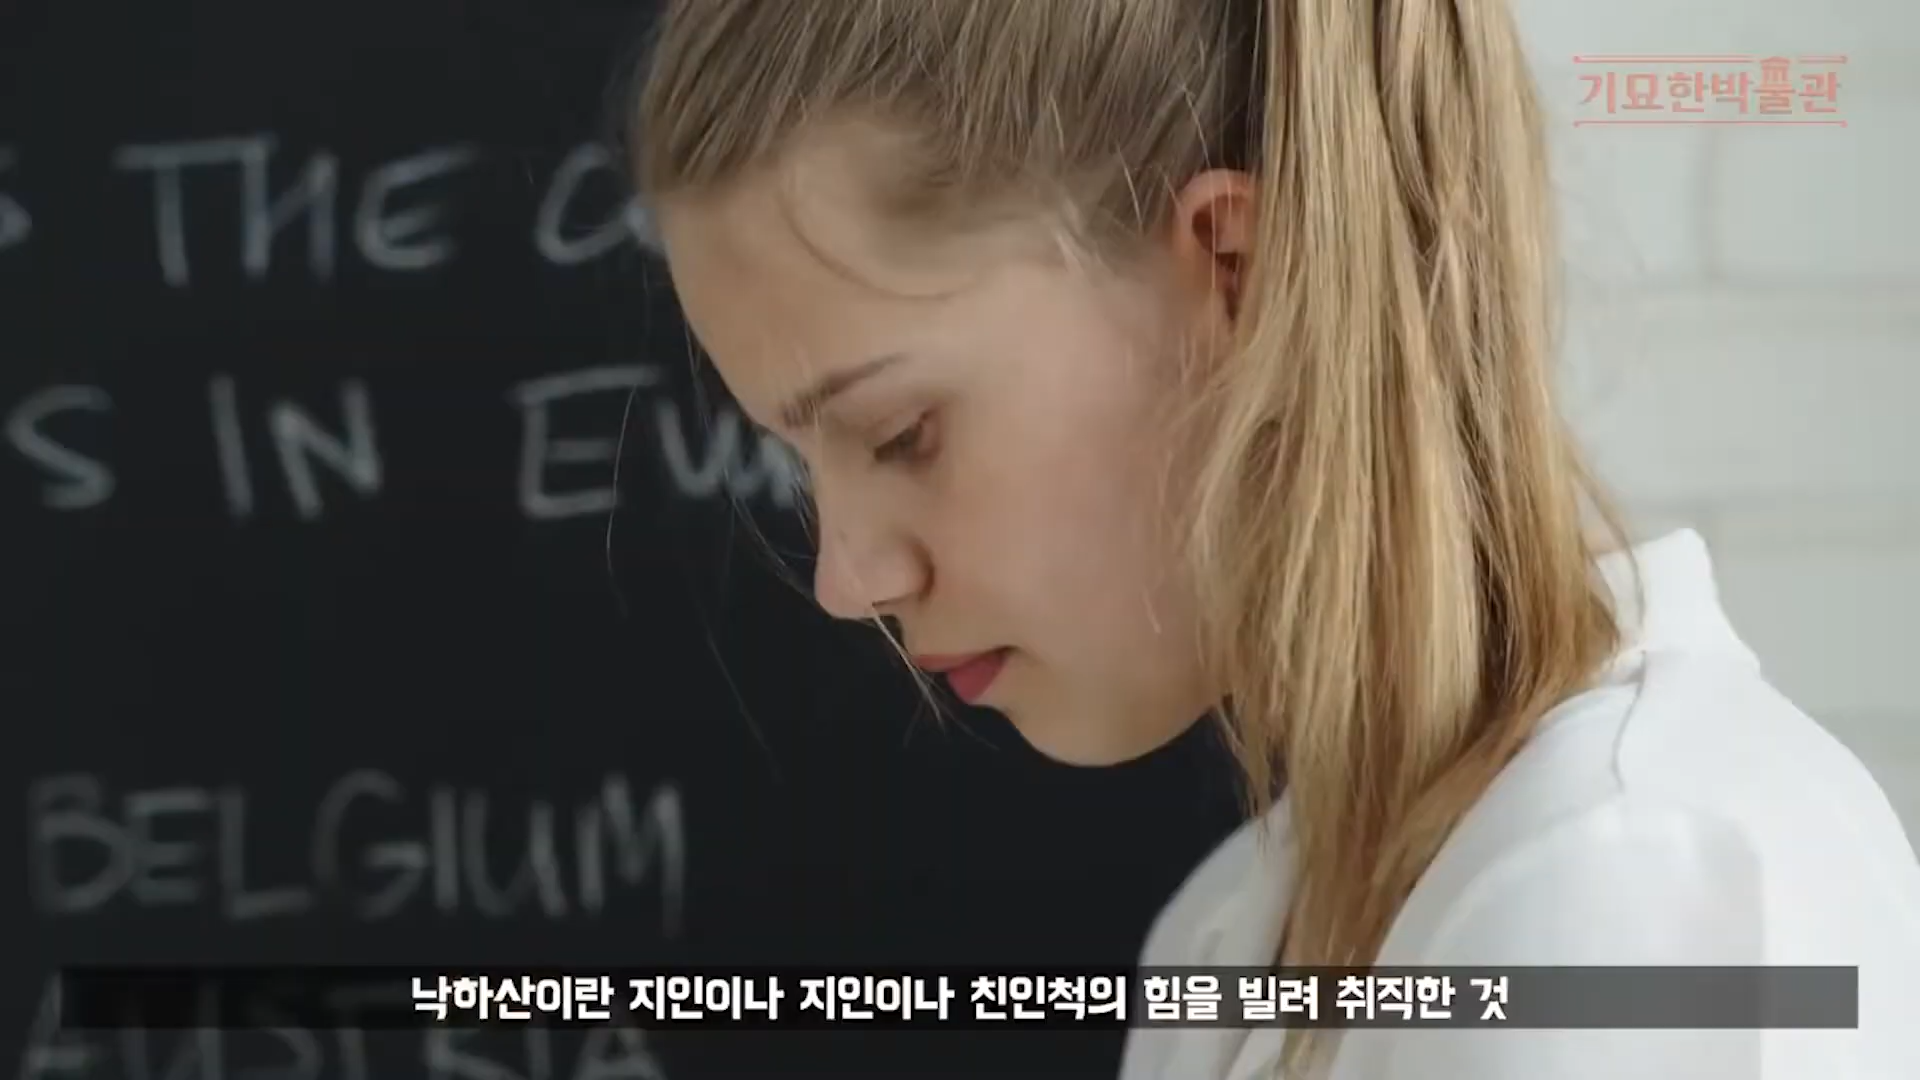 기묘한박물관
THE
S IN
BELGIUM
AUSTRIA
낙하산이란 지인이나 지인이나 친인척의 힘을 빌려 취직한 것